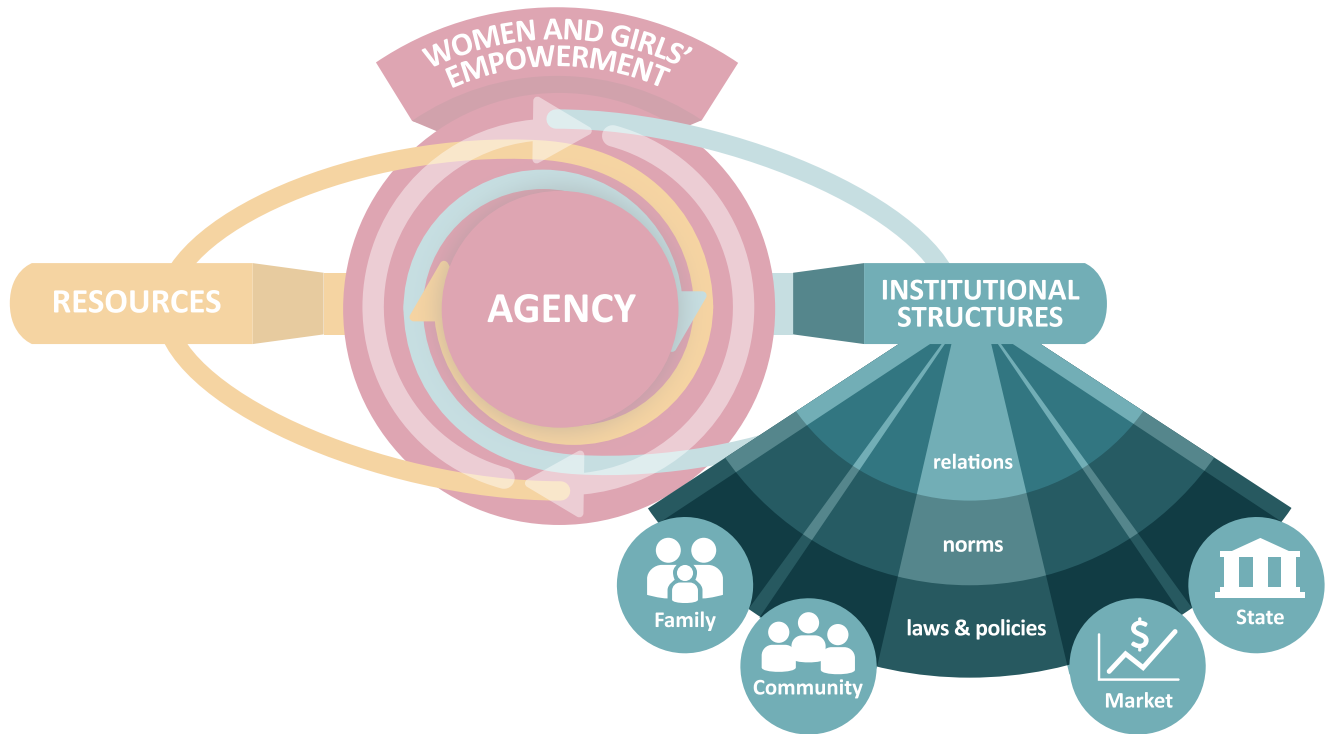 WOMEN AND GIRLS’
EMPOWERMENT
RESOURCES
AGENCY
INSTITUTIONAL
STRUCTURES
relations
norms
laws & policies
Family
Community
$
Market
State